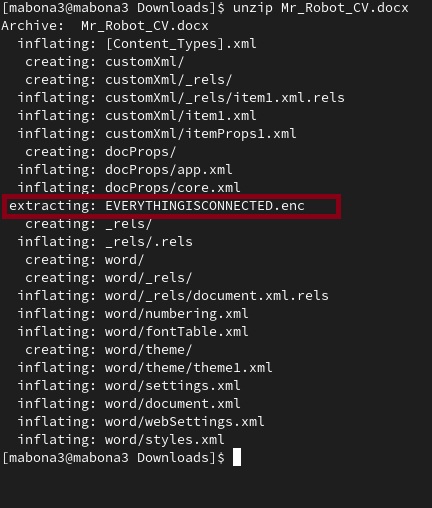 [mabona3@mabona3 Downloads]$ unzip Mr_Robot_CV.docx
Archive:  Mr_Robot_CV.docx
  inflating: [Content_Types].xml
   creating: customXml/
   creating: customXml/_rels/
  inflating: customXml/_rels/item1.xml.rels
  inflating: customXml/item1.xml
  inflating: customXml/itemProps1.xml
   creating: docProps/
  inflating: docProps/app.xml
  inflating: docProps/core.xml
 extracting: EVERYTHINGISCONNECTED.enc
   creating: _rels/
  inflating: _rels/.rels
   creating: word/
   creating: word/_rels/
  inflating: word/_rels/document.xml.rels
  inflating: word/numbering.xml
  inflating: word/fontTable.xml
   creating: word/theme/
  inflating: word/theme/theme1.xml
  inflating: word/settings.xml
  inflating: word/document.xml
  inflating: word/webSettings.xml
  inflating: word/styles.xml
[mabona3@mabona3 Downloads]$